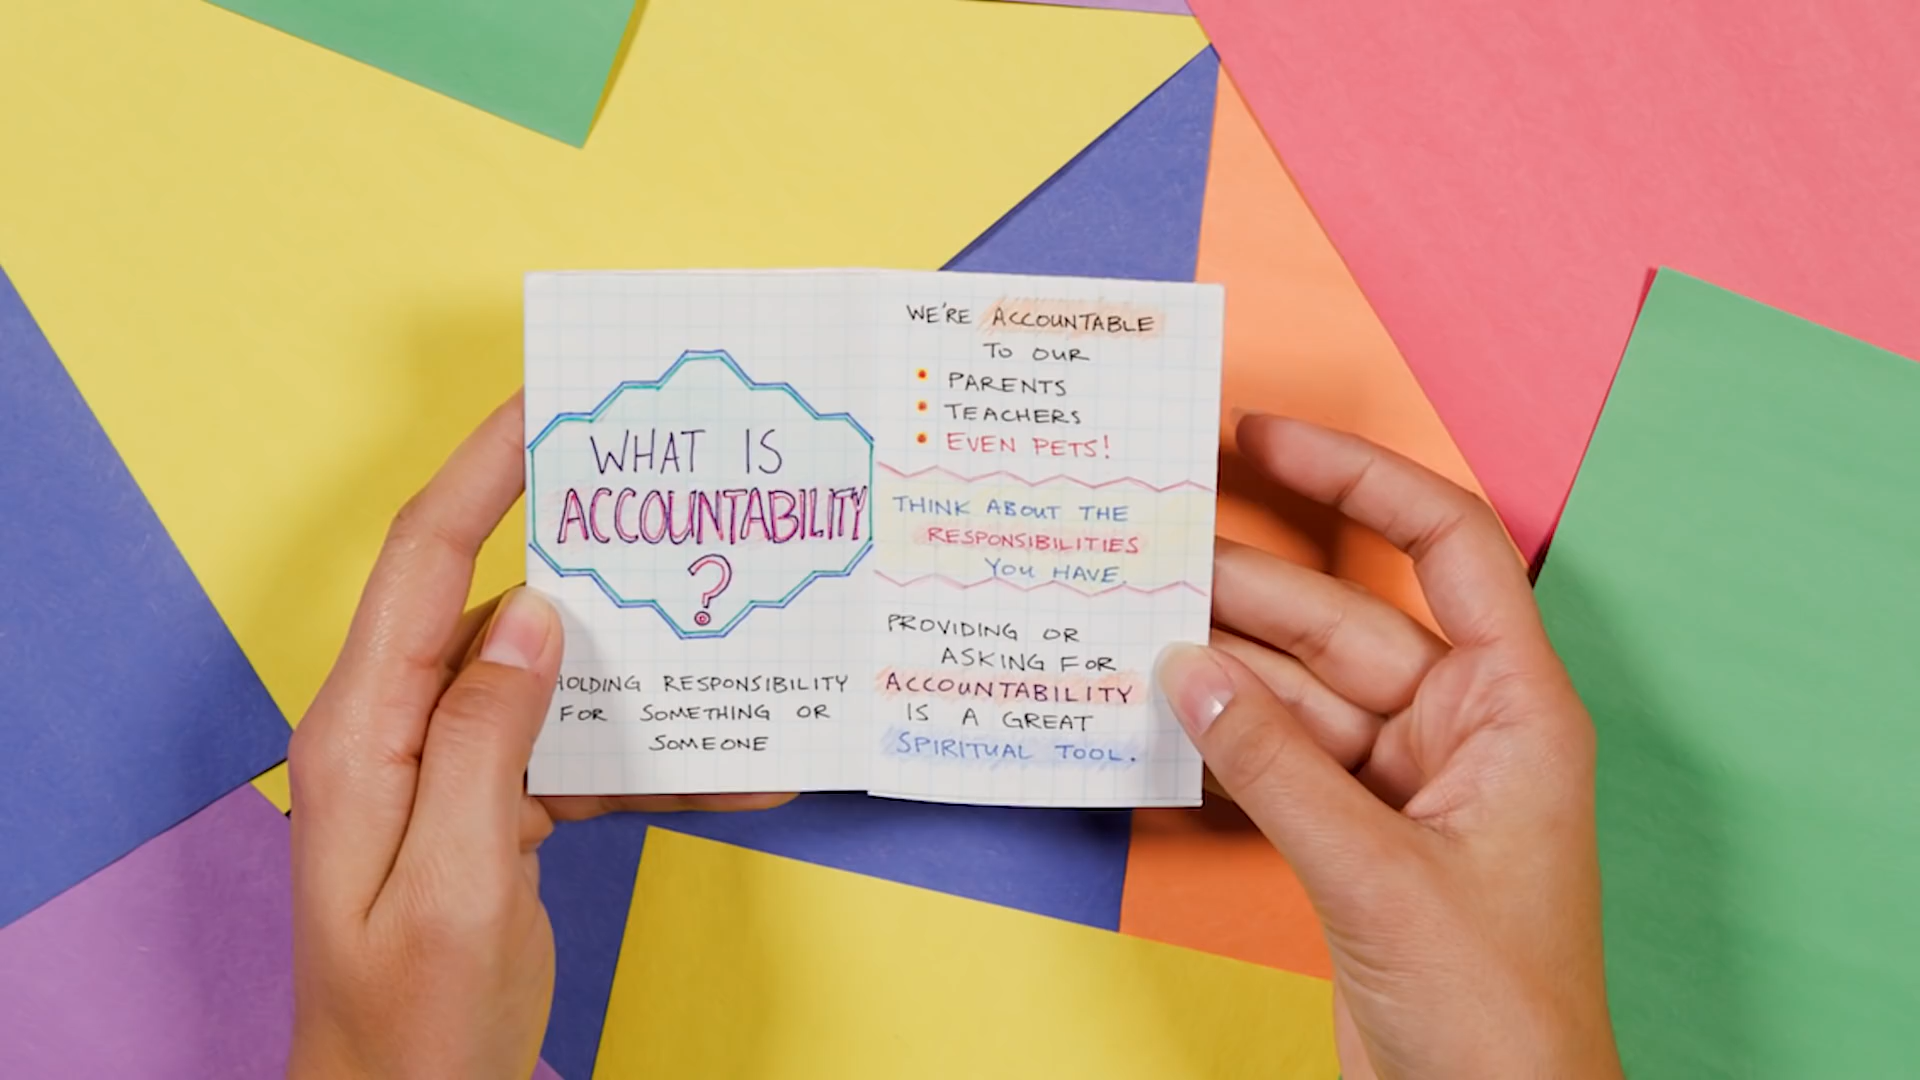 WHAT IS
ACCOUNTABILITY
?
HOLDING RESPONSIBILITY
FOR SOMETHING OR
SOMEONE
WE'RE ACCOUNTABLE
TO OUR
• PARENTS
• TEACHERS
• EVEN PETS!
THINK ABOUT THE
RESPONSIBILITIES
YOU HAVE.
PROVIDING OR
ASKING FOR
ACCOUNTABILITY
IS A GREAT
SPIRITUAL TOOL.